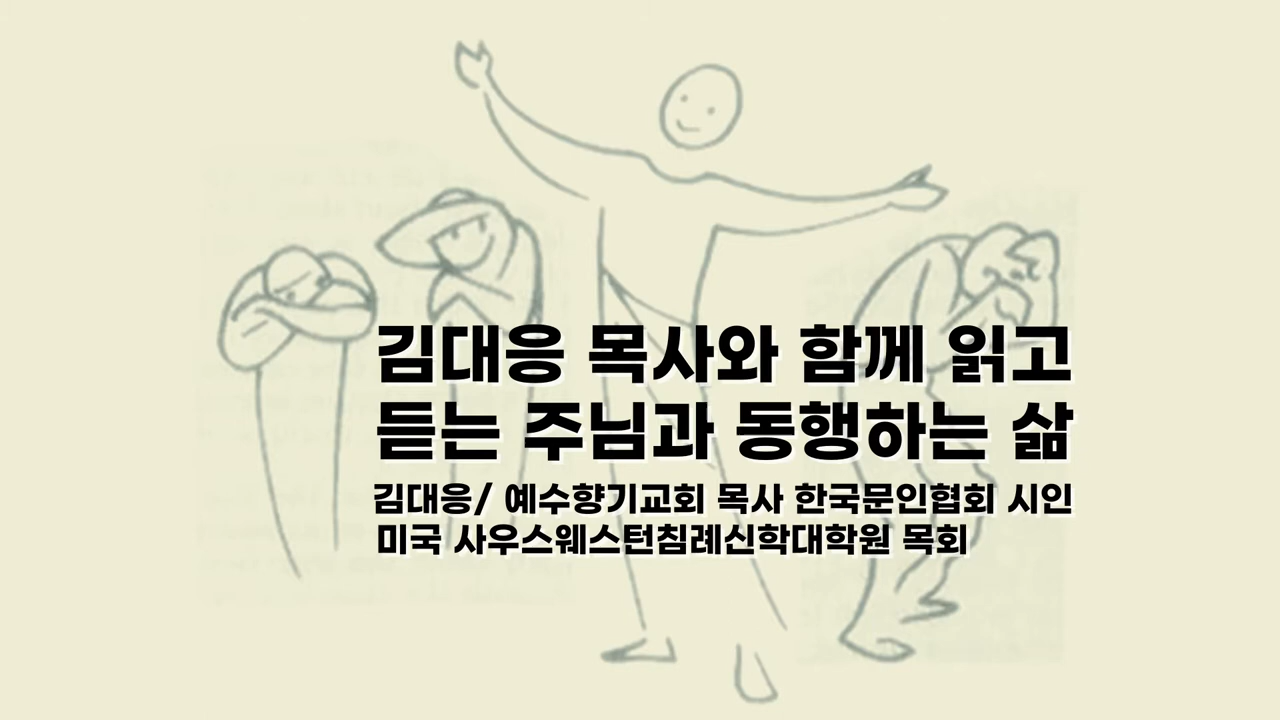 김대응 목사와 함께 읽고
듣는 주님과 동행하는 삶
김대응/ 예수향기교회 목사 한국문인협회 시인
미국 사우스웨스턴침례신학대학원 목회